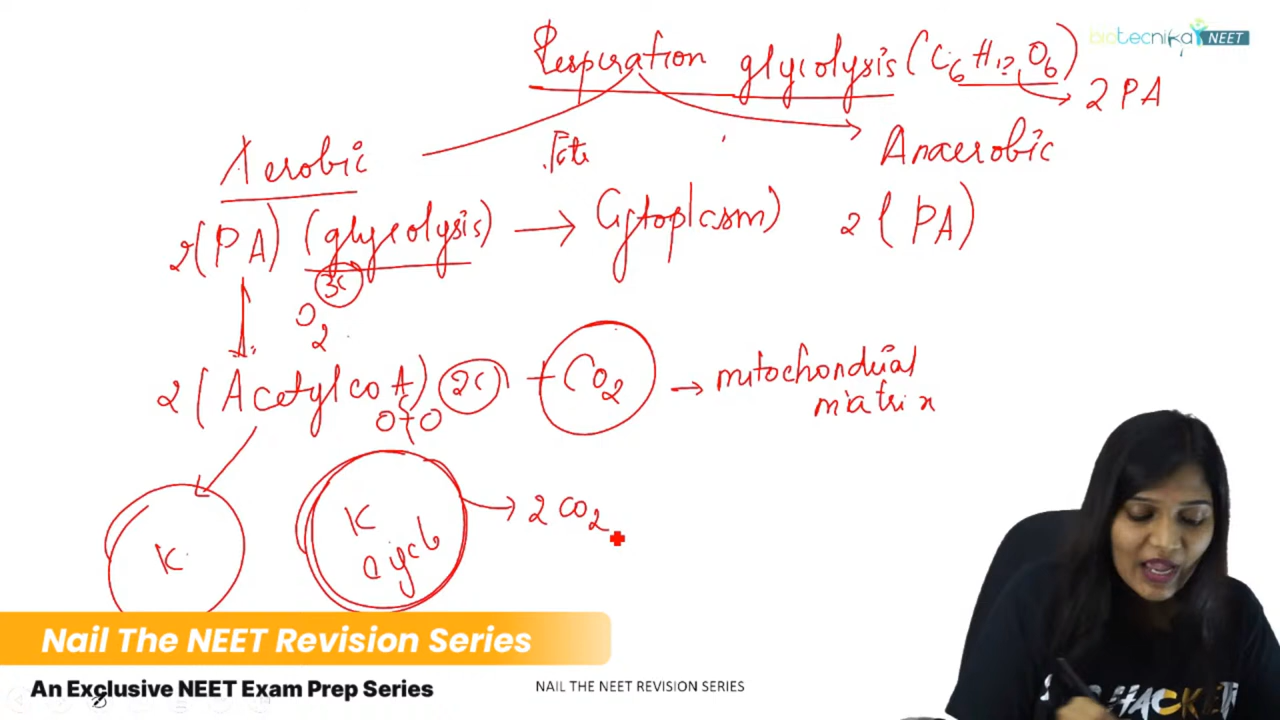 biotecnika NEET
Respiration glycolysis (C6H12O6)
2 PA
Aerobic
Anaerobic
2(PA) (glycolysis) → Cytoplasm) 2(PA)
3C
O2
2(Acetyl coA) 2C + CO2 → mitochondrial
matrix
K
K
cycle
→ 2 CO2
Nail The NEET Revision Series
An Exclusive NEET Exam Prep Series
NAIL THE NEET REVISION SERIES
HACKER